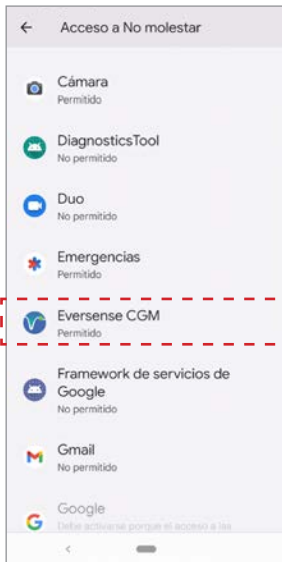 Acceso a No molestar
Cámara
Permitido
DiagnosticsTool
No permitido
Duo
No permitido
Emergencias
Permitido
Eversense CGM
Permitido
Framework de servicios de
Google
No permitido
Gmail
No permitido
Google
Debe activarse porque el acceso a las